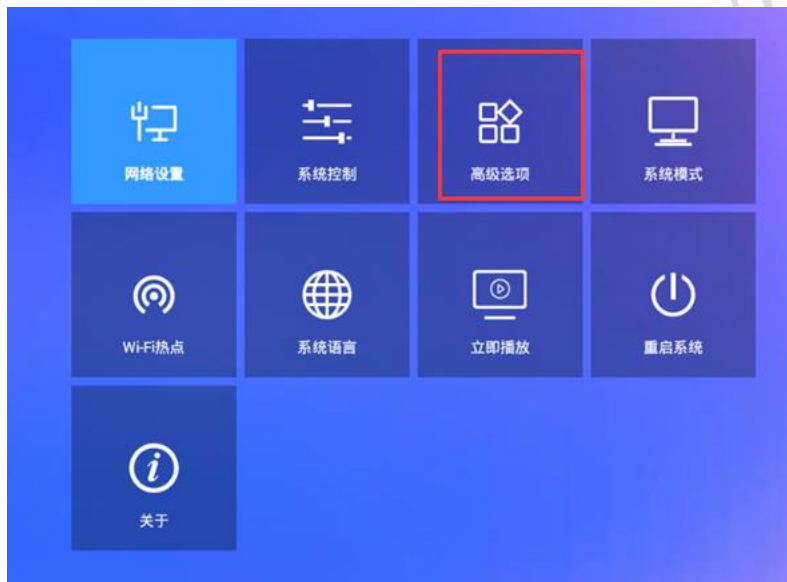 网络设置
系统控制
高级选项
系统模式
Wi-Fi热点
系统语言
立即播放
重启系统
关于